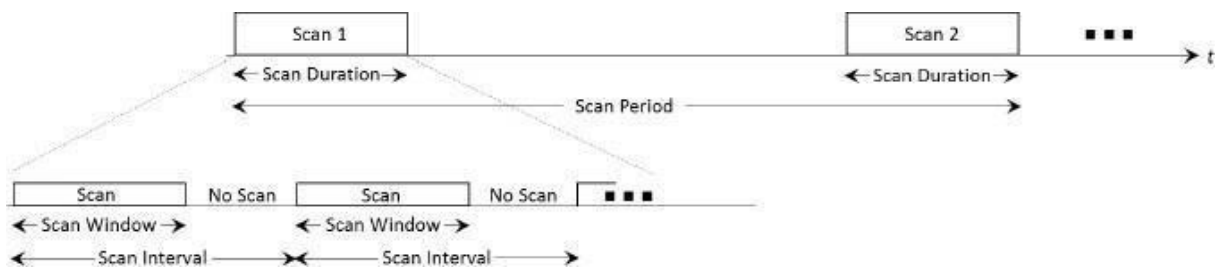 Scan 1
Scan 2
t
Scan Duration
Scan Duration
Scan Period
Scan
No Scan
Scan
No Scan
Scan Window
Scan Window
Scan Interval
Scan Interval